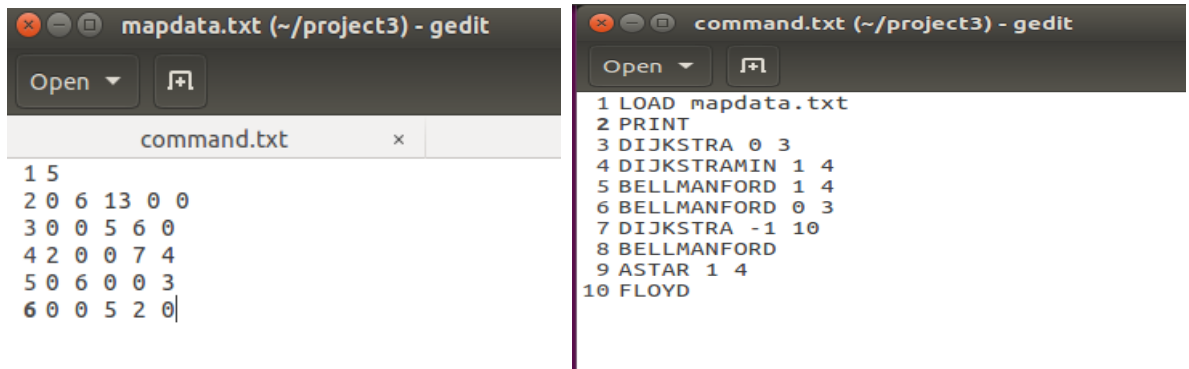 mapdata.txt (~/project3) - gedit
Open
command.txt ×
1 5
2 0 6 13 0 0
3 0 0 5 6 0
4 2 0 0 7 4
5 0 6 0 0 3
6 0 0 5 2 0
command.txt (~/project3) - gedit
Open
1 LOAD mapdata.txt
2 PRINT
3 DIJKSTRA 0 3
4 DIJKSTRAMIN 1 4
5 BELLMANFORD 1 4
6 BELLMANFORD 0 3
7 DIJKSTRA -1 10
8 BELLMANFORD
9 ASTAR 1 4
10 FLOYD